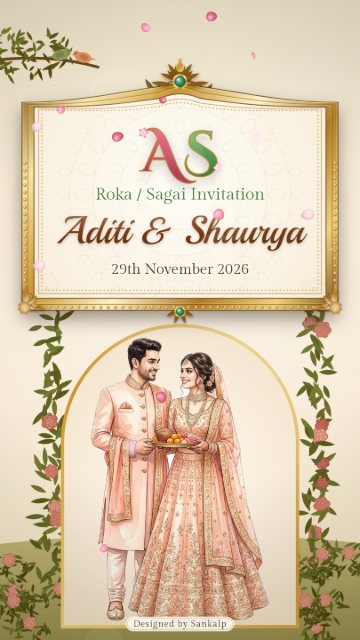 AS
Roka / Sagai Invitation
Aditi & Shaurya
29th November 2026
Designed by Sankalp